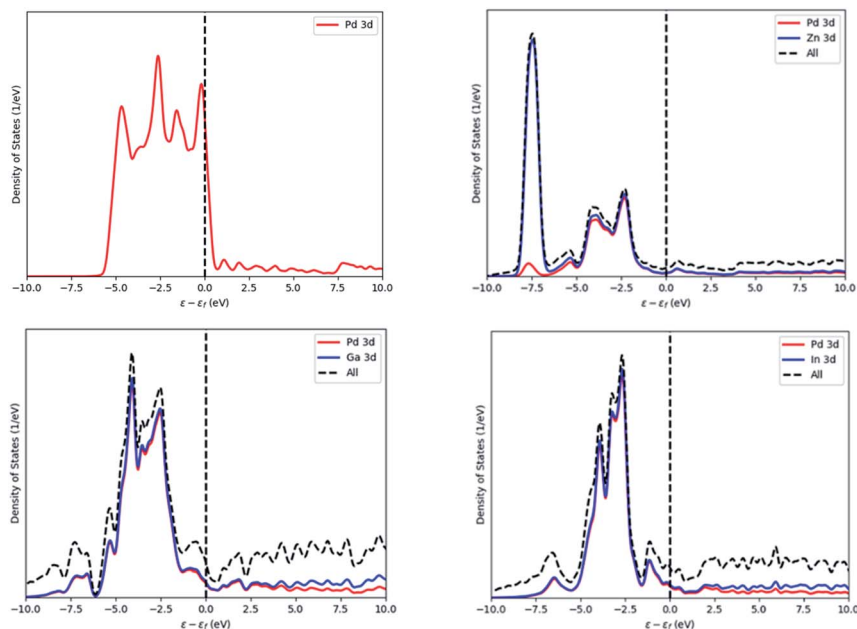 Pd 3d
Density of States (1/eV)
−10.0 −7.5 −5.0 −2.5 0.0 2.5 5.0 7.5 10.0
ε − εf (eV)
Pd 3d
Zn 3d
All
Density of States (1/eV)
−10.0 −7.5 −5.0 −2.5 0.0 2.5 5.0 7.5 10.0
ε − εf (eV)
Pd 3d
Ga 3d
All
Density of States (1/eV)
−10.0 −7.5 −5.0 −2.5 0.0 2.5 5.0 7.5 10.0
ε − εf (eV)
Pd 3d
In 3d
All
Density of States (1/eV)
−10.0 −7.5 −5.0 −2.5 0.0 2.5 5.0 7.5 10.0
ε − εf (eV)